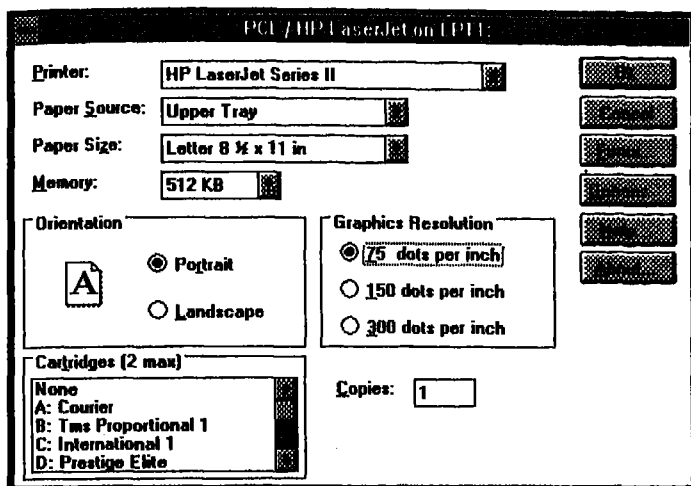 PCL / HP LaserJet on LPT1:
Printer: HP LaserJet Series II
Paper Source: Upper Tray
Paper Size: Letter 8 ½ x 11 in
Memory: 512 KB
Orientation
A
Portrait
Landscape
Graphics Resolution
75 dots per inch
150 dots per inch
300 dots per inch
Cartridges (2 max)
None
A: Courier
B: Tms Proportional 1
C: International 1
D: Prestige Elite
Copies: 1
Cancel